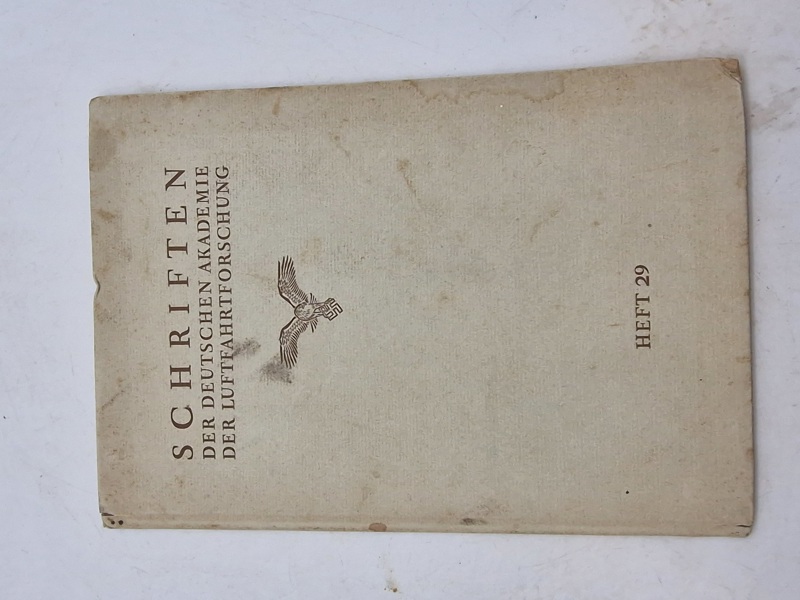 SCHRIFTEN
DER DEUTSCHEN AKADEMIE
DER LUFTFAHRTFORSCHUNG
HEFT 29